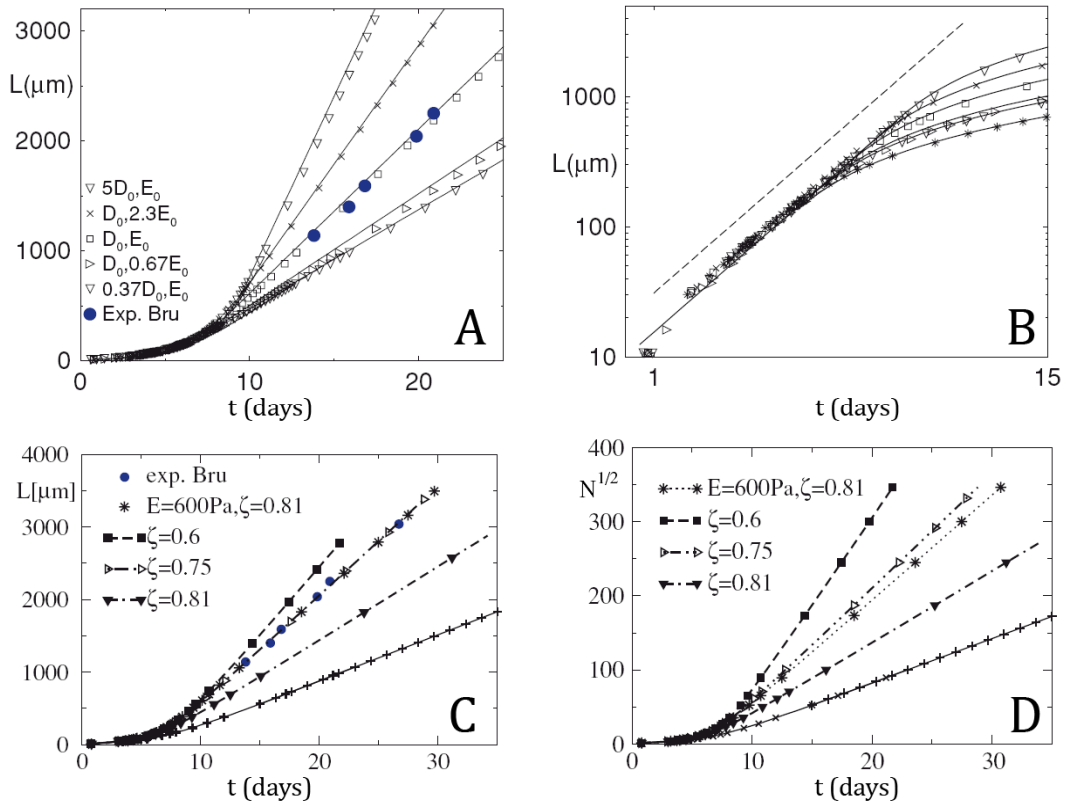 3000
L(μm)
2000
1000
0
▽ 5D₀,E₀
× D₀,2.3E₀
□ D₀,E₀
▷ D₀,0.67E₀
▽ 0.37D₀,E₀
● Exp. Bru
A
0 10 20
t (days)
1000
L(μm)
100
10
B
1 15
t (days)
4000
L[μm]
3000
2000
1000
0
exp. Bru
E=600Pa,ζ=0.81
ζ=0.6
ζ=0.75
ζ=0.81
C
0 10 20 30
t (days)
400
N^1/2
300
200
100
0
E=600Pa,ζ=0.81
ζ=0.6
ζ=0.75
ζ=0.81
D
0 10 20 30
t (days)